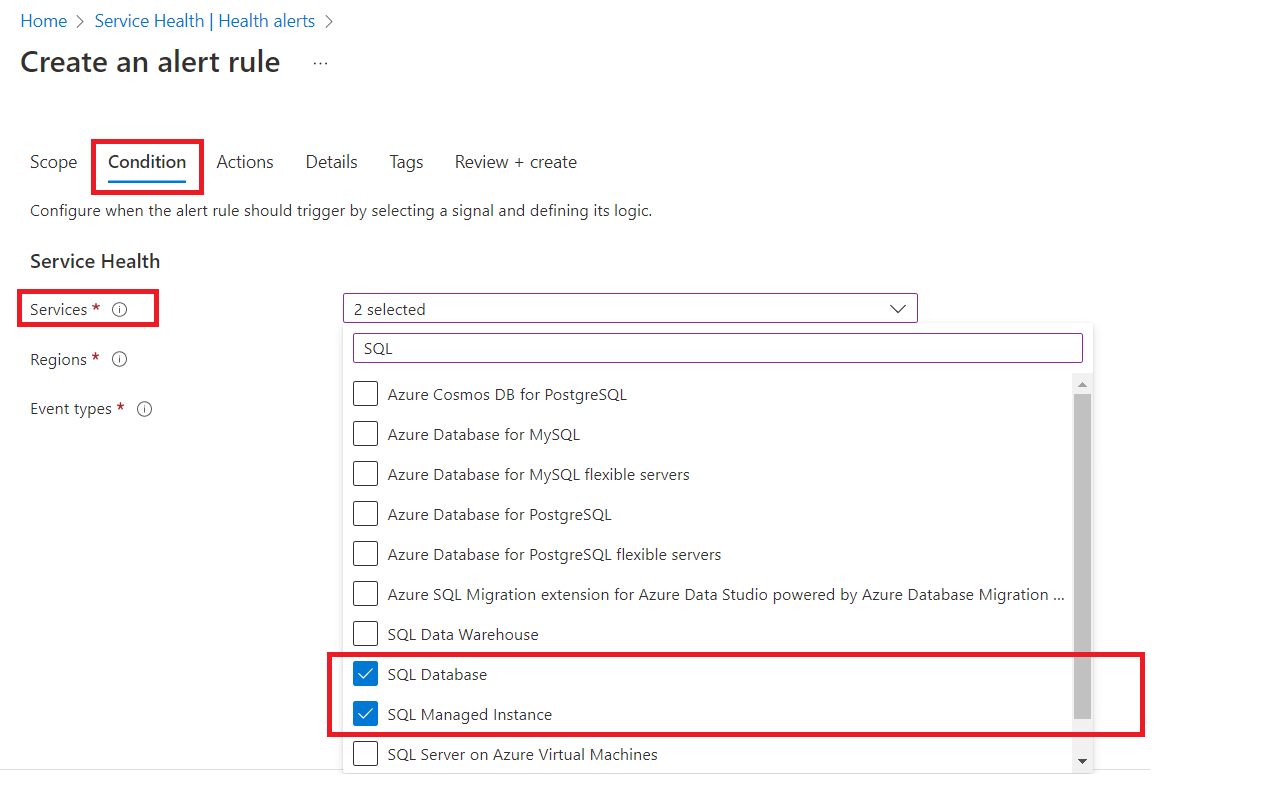 Home > Service Health | Health alerts >
Create an alert rule ...
Scope Condition Actions Details Tags Review + create
Configure when the alert rule should trigger by selecting a signal and defining its logic.
Service Health
Services * 2 selected
SQL
Regions *
Azure Cosmos DB for PostgreSQL
Event types *
Azure Database for MySQL
Azure Database for MySQL flexible servers
Azure Database for PostgreSQL
Azure Database for PostgreSQL flexible servers
Azure SQL Migration extension for Azure Data Studio powered by Azure Database Migration ...
SQL Data Warehouse
SQL Database
SQL Managed Instance
SQL Server on Azure Virtual Machines